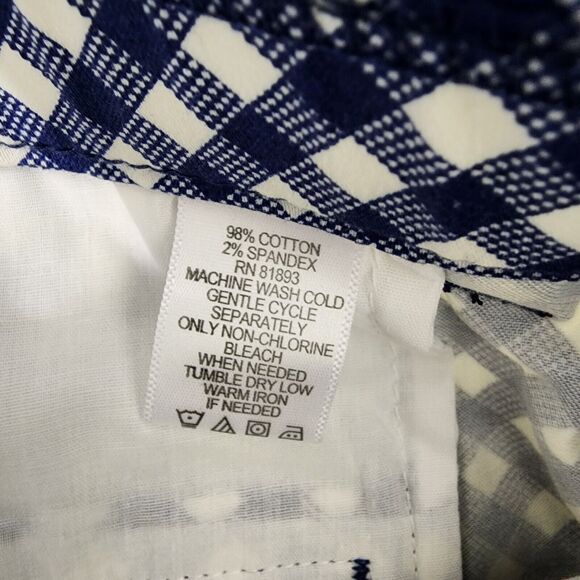 98% COTTON
2% SPANDEX
RN 81893
MACHINE WASH COLD
GENTLE CYCLE
SEPARATELY
ONLY NON-CHLORINE
BLEACH
WHEN NEEDED
TUMBLE DRY LOW
WARM IRON
IF NEEDED